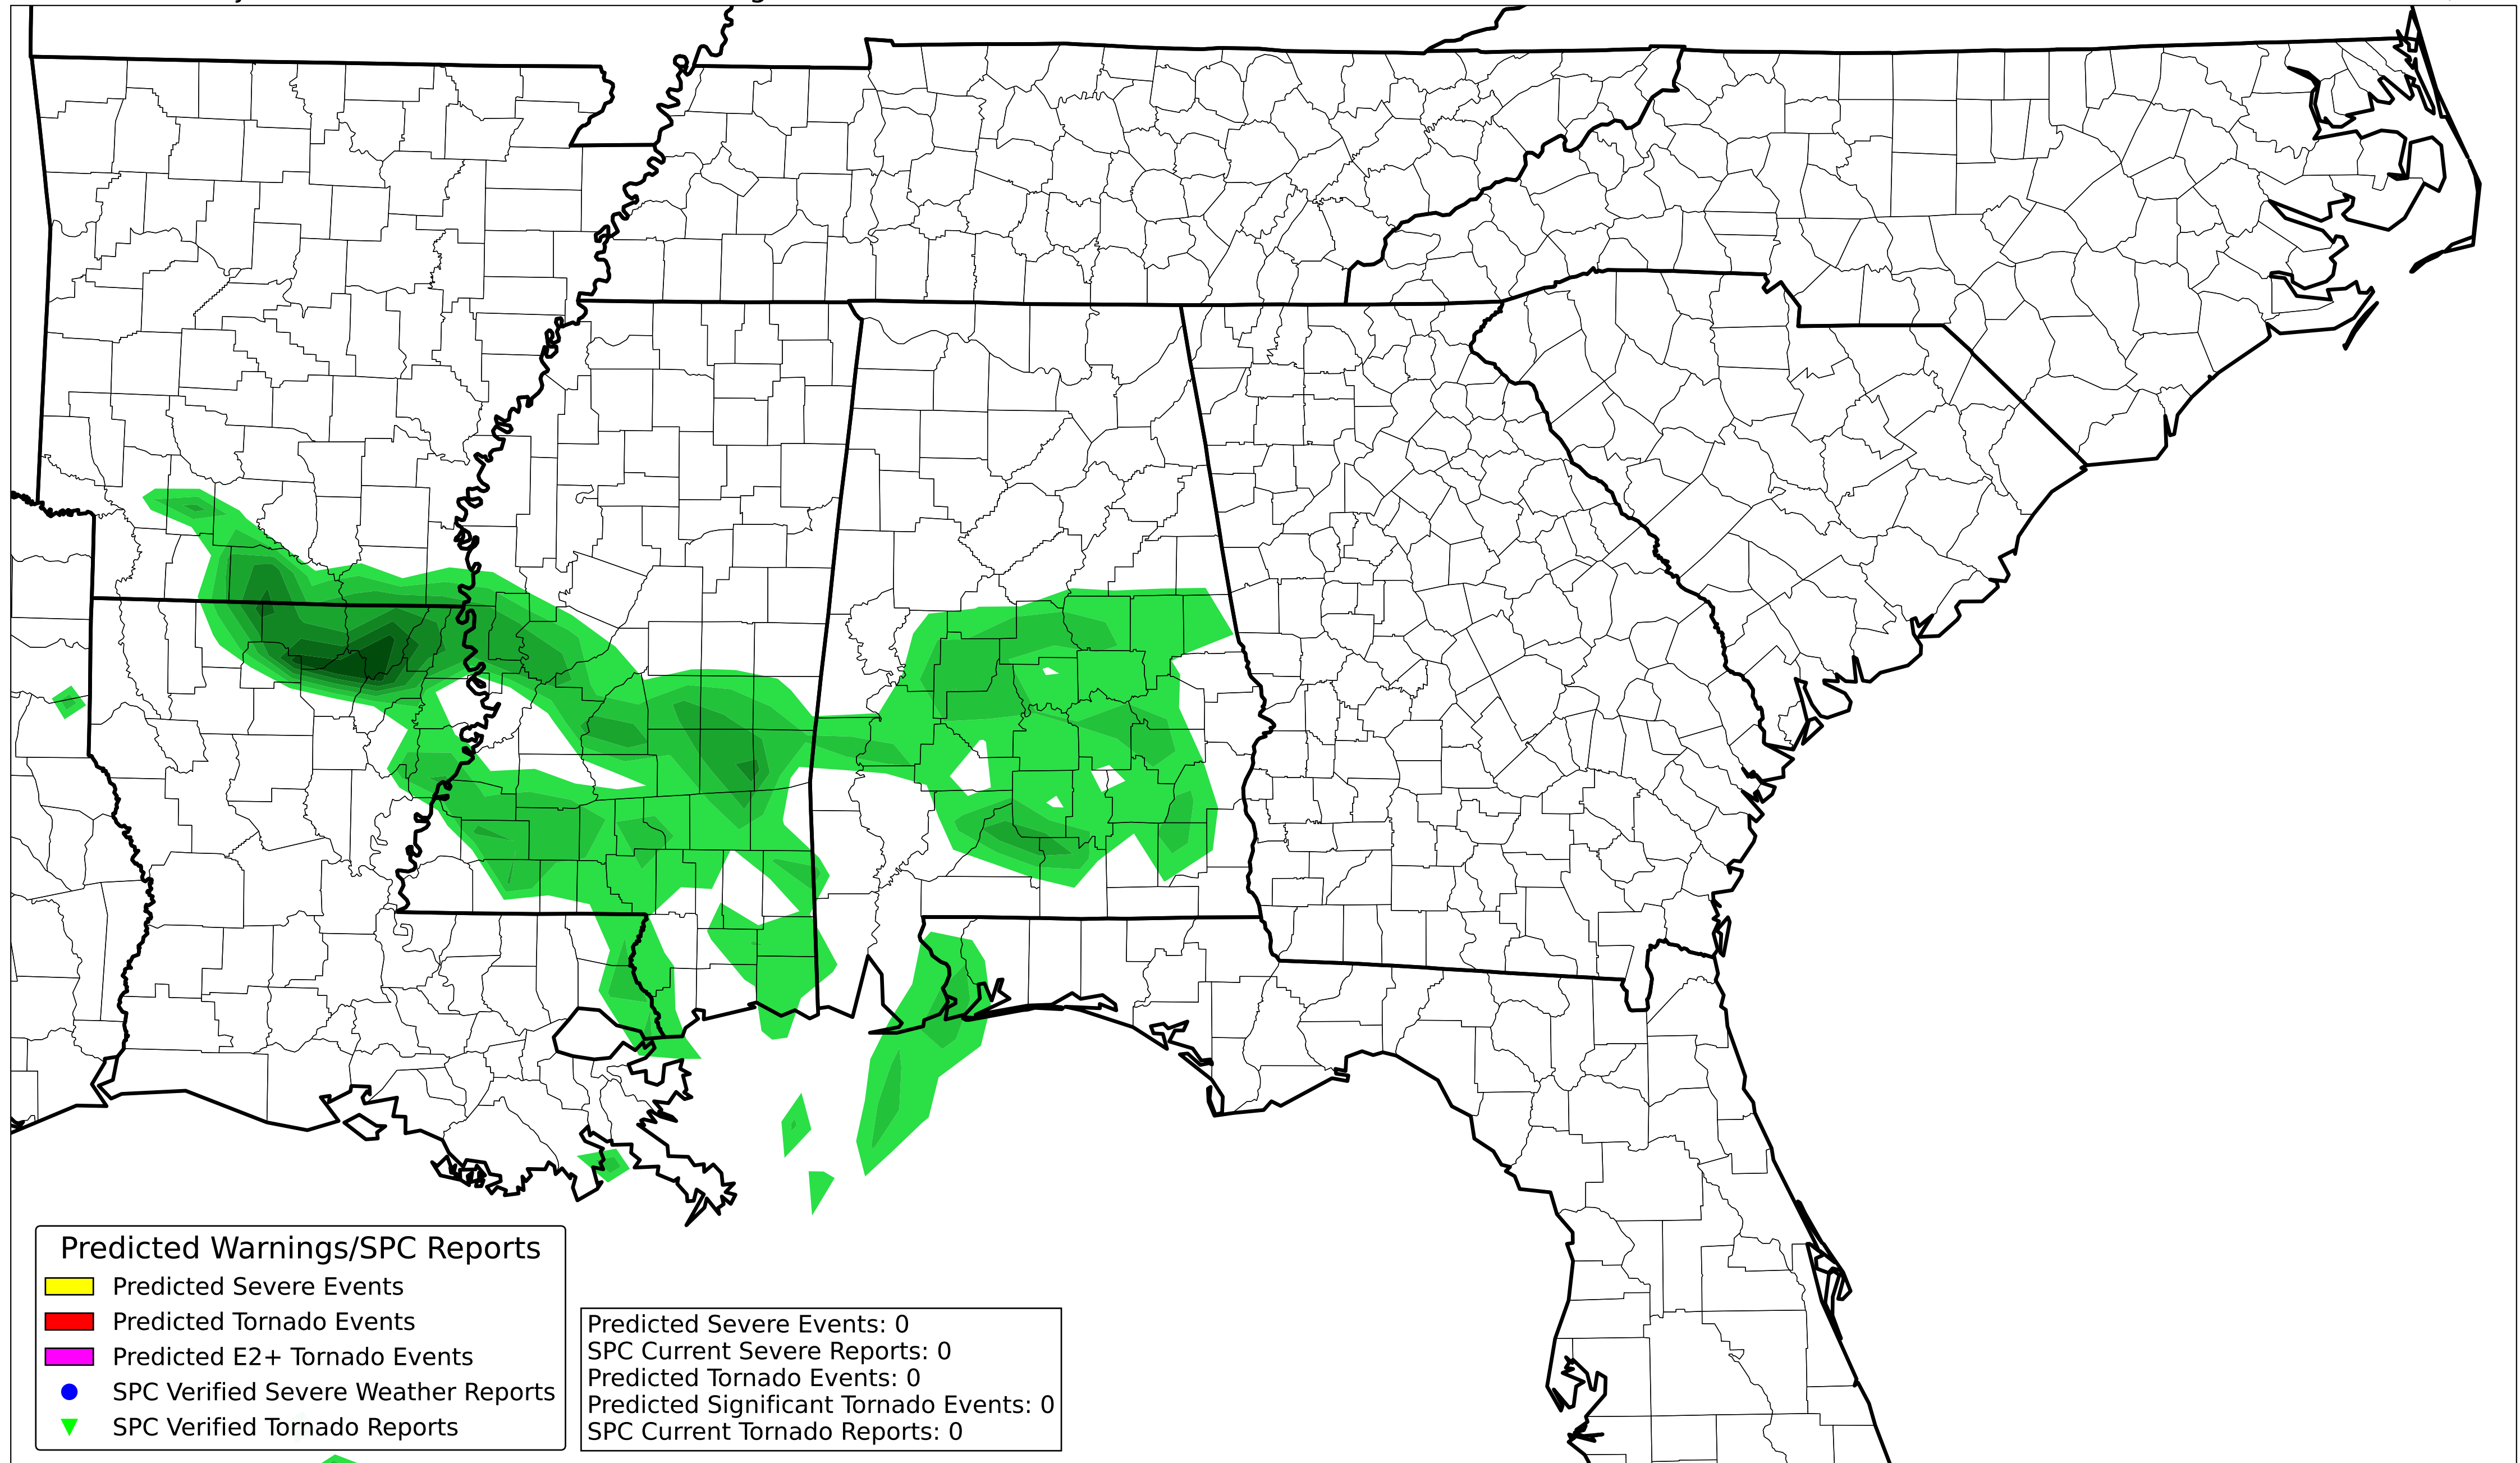 Predicted Warnings/SPC Reports
Predicted Severe Events
Predicted Tornado Events
Predicted E2+ Tornado Events
SPC Verified Severe Weather Reports
SPC Verified Tornado Reports
Predicted Severe Events: 0
SPC Current Severe Reports: 0
Predicted Tornado Events: 0
Predicted Significant Tornado Events: 0
SPC Current Tornado Reports: 0